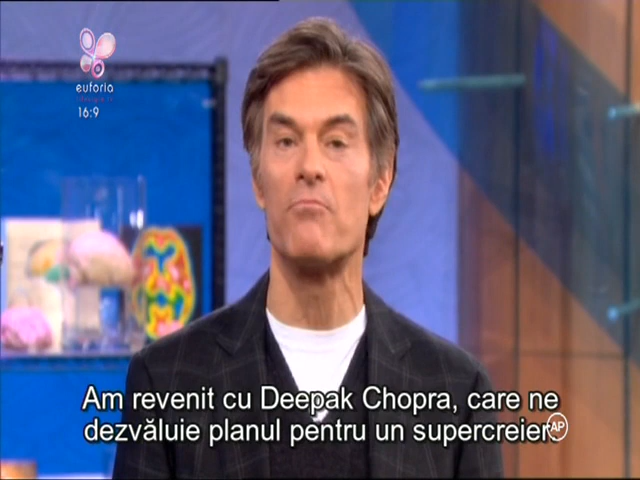 euforia
16:9
Am revenit cu Deepak Chopra, care ne
dezvăluie planul pentru un supercreier.
AP